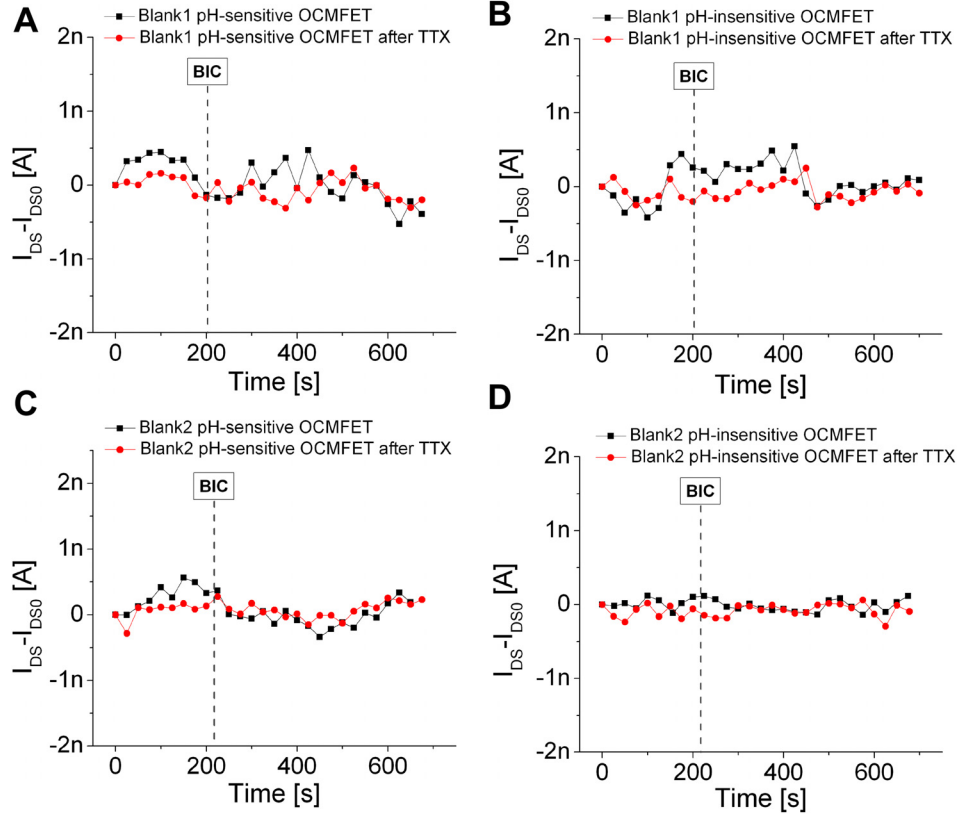 A
Blank1 pH-sensitive OCMFET
Blank1 pH-sensitive OCMFET after TTX
2n
1n
0
-1n
-2n
BIC
I_DS-I_DS0 [A]
0 200 400 600
Time [s]
B
Blank1 pH-insensitive OCMFET
Blank1 pH-insensitive OCMFET after TTX
2n
1n
0
-1n
-2n
BIC
I_DS-I_DS0 [A]
0 200 400 600
Time [s]
C
Blank2 pH-sensitive OCMFET
Blank2 pH-sensitive OCMFET after TTX
2n
1n
0
-1n
-2n
BIC
I_DS-I_DS0 [A]
0 200 400 600
Time [s]
D
Blank2 pH-insensitive OCMFET
Blank2 pH-insensitive OCMFET after TTX
2n
1n
0
-1n
-2n
BIC
I_DS-I_DS0 [A]
0 200 400 600
Time [s]